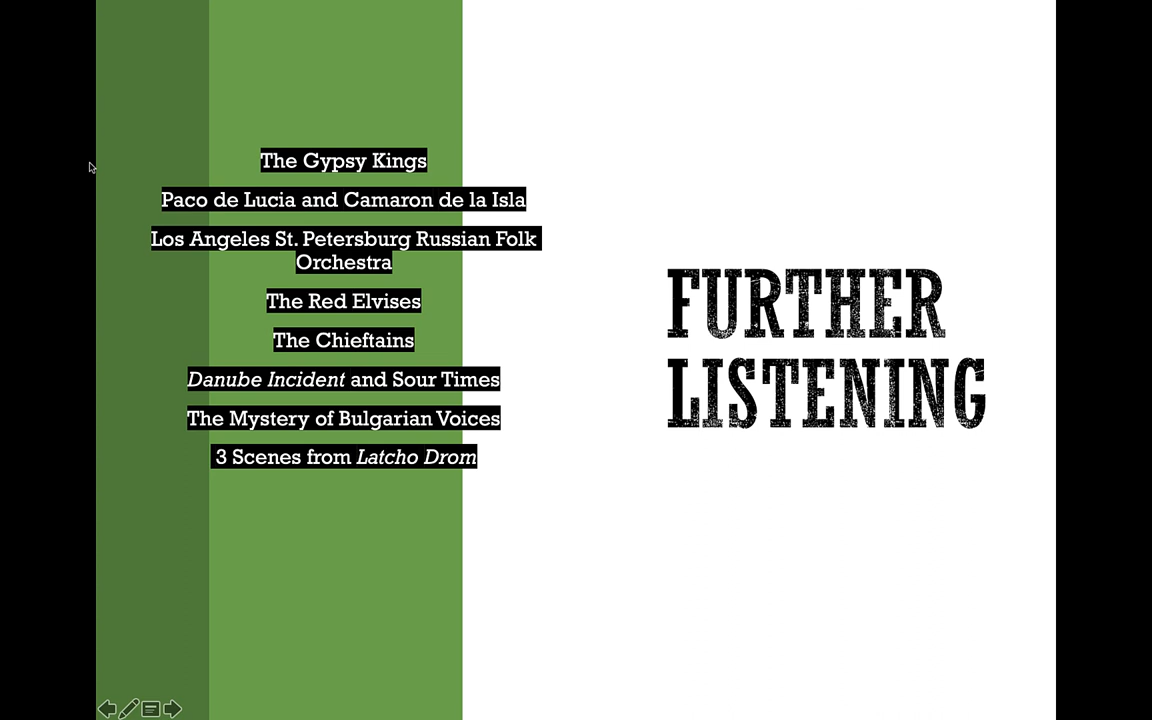 The Gypsy Kings
Paco de Lucia and Camaron de la Isla
Los Angeles St. Petersburg Russian Folk
Orchestra
The Red Elvises
The Chieftains
Danube Incident and Sour Times
The Mystery of Bulgarian Voices
3 Scenes from Latcho Drom
FURTHER
LISTENING